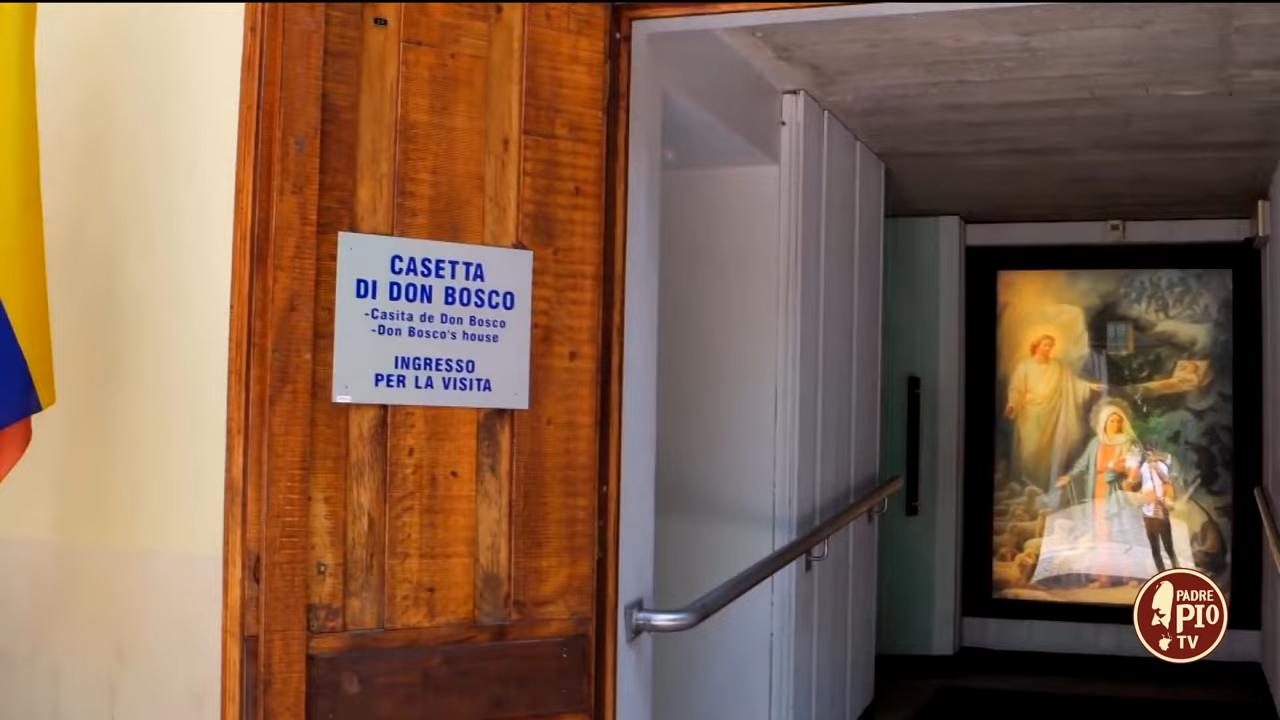 CASETTA
DI DON BOSCO
-Casita de Don Bosco
-Don Bosco's house
INGRESSO
PER LA VISITA
PADRE
PIO
TV